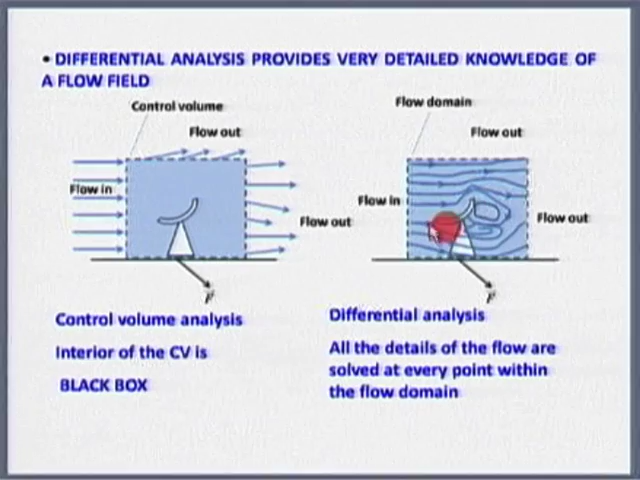 • DIFFERENTIAL ANALYSIS PROVIDES VERY DETAILED KNOWLEDGE OF
A FLOW FIELD
Control volume
Flow out
Flow in
Flow out
Flow domain
Flow out
Flow in
Flow out
F
F
Control volume analysis
Interior of the CV is
BLACK BOX
Differential analysis
All the details of the flow are
solved at every point within
the flow domain